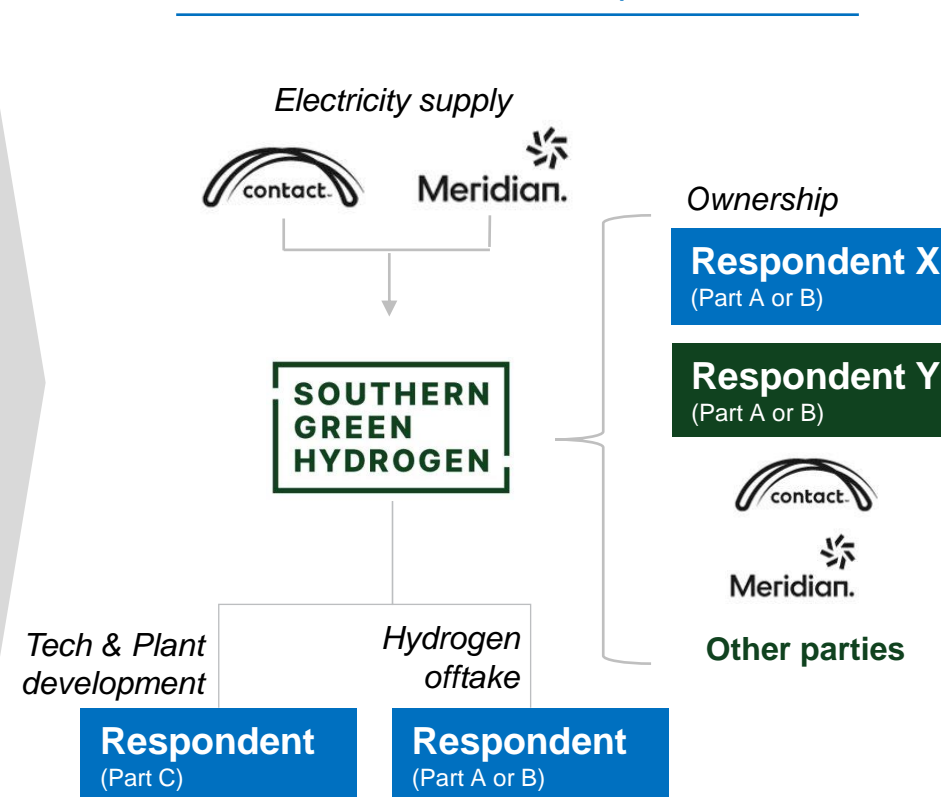 Electricity supply
contact
Meridian.
Ownership
Respondent X
(Part A or B)
SOUTHERN
GREEN
HYDROGEN
Respondent Y
(Part A or B)
contact
Meridian.
Other parties
Tech & Plant
development
Hydrogen
offtake
Respondent
(Part C)
Respondent
(Part A or B)